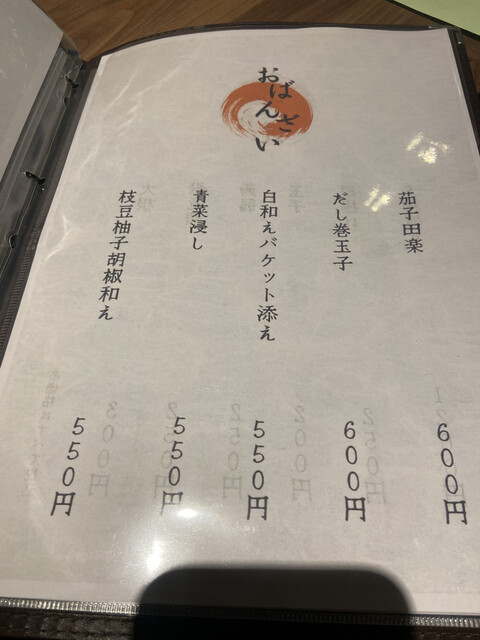 おばんざい
茄子田楽
600円
だし巻玉子
600円
白和えバケット添え
550円
青菜浸し
550円
枝豆柚子胡椒和え
550円